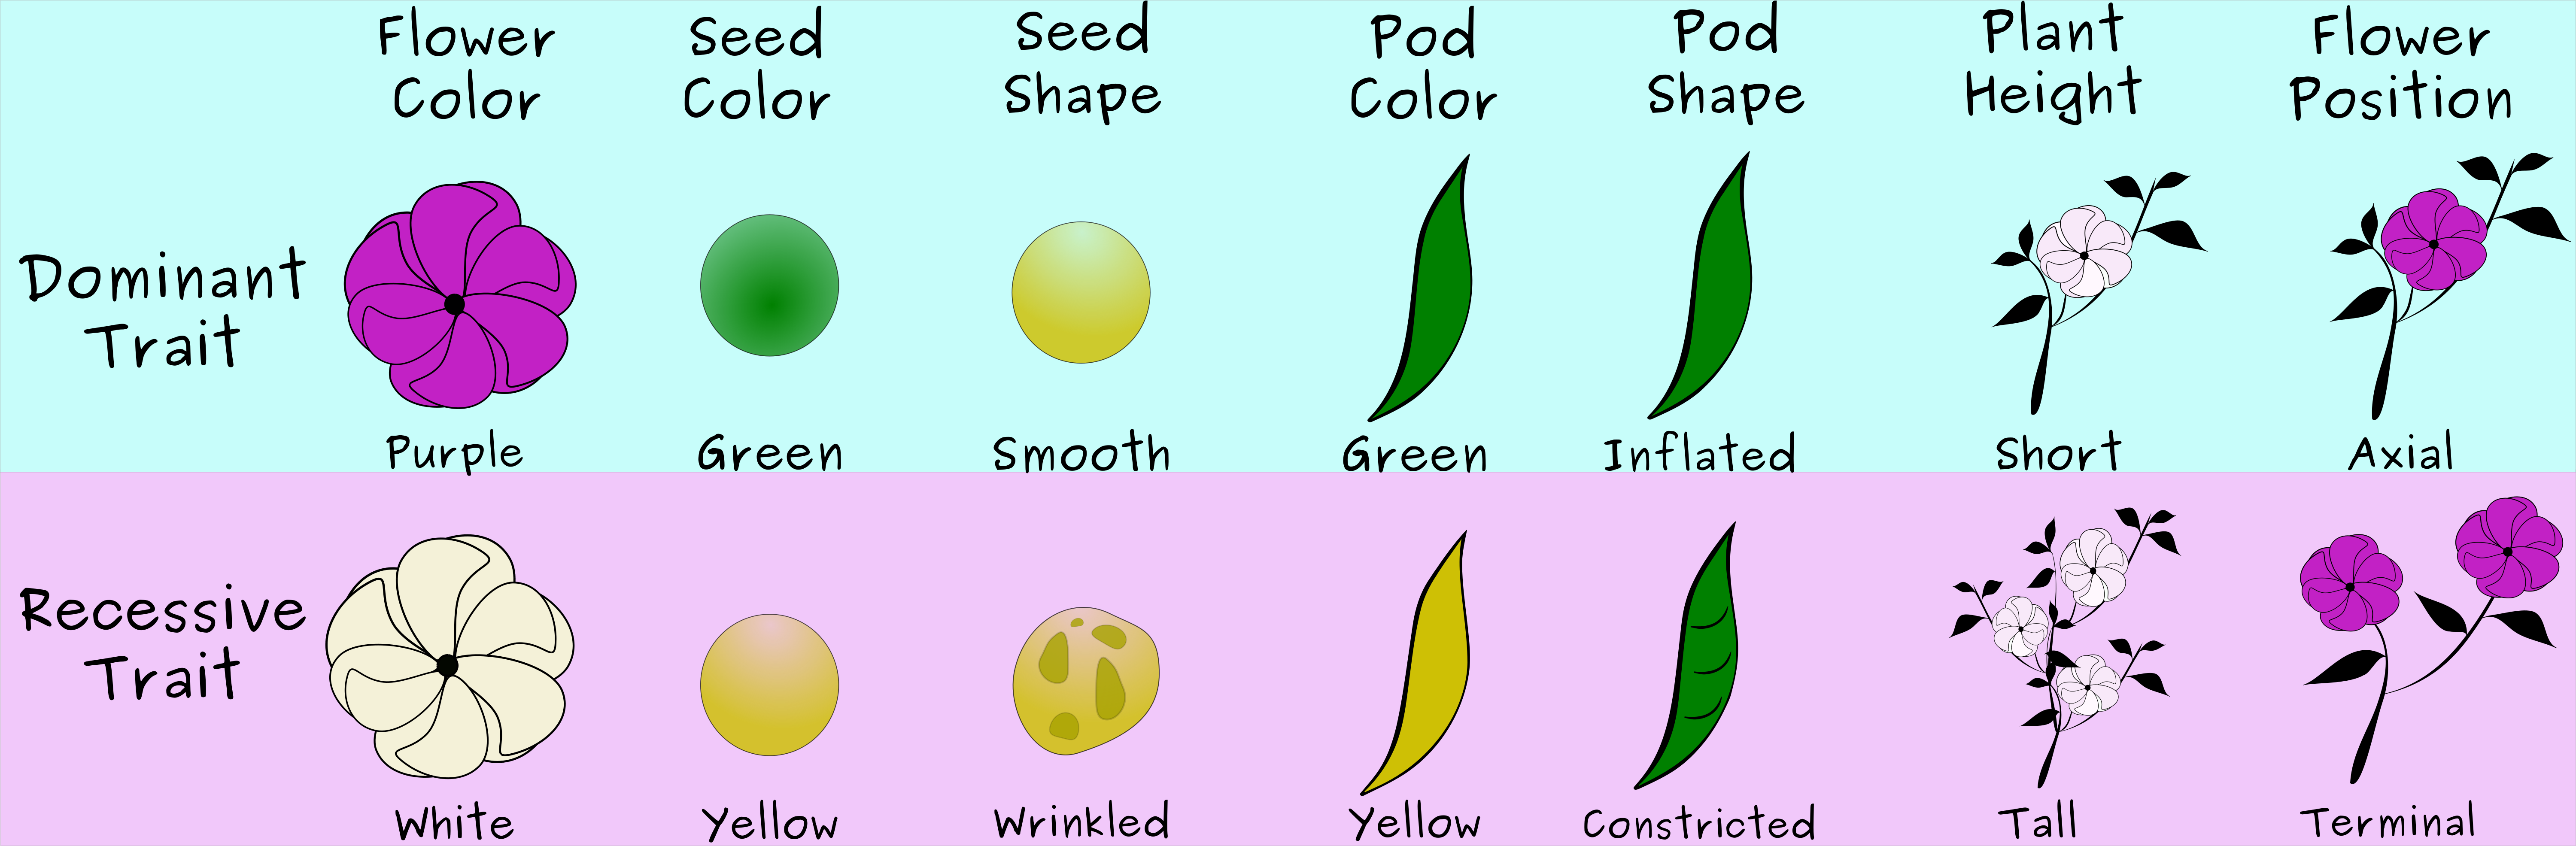 Flower Color
Seed Color
Seed Shape
Pod Color
Pod Shape
Plant Height
Flower Position
Dominant Trait
Purple
Green
Smooth
Green
Inflated
Short
Axial
Recessive Trait
White
Yellow
Wrinkled
Yellow
Constricted
Tall
Terminal